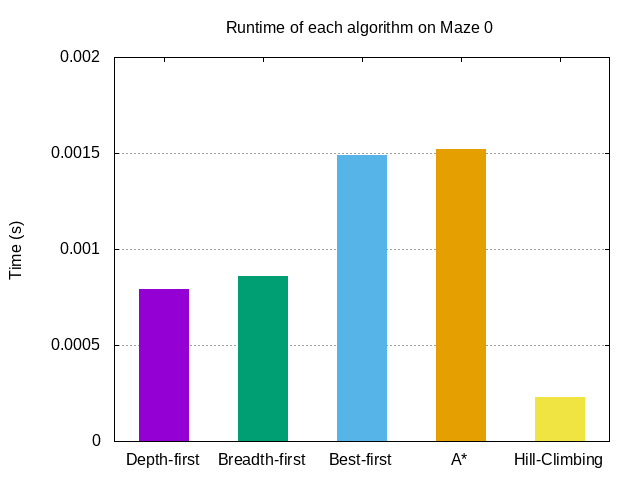 Runtime of each algorithm on Maze 0
0.002
0.0015
0.001
0.0005
0
Time (s)
Depth-first
Breadth-first
Best-first
A*
Hill-Climbing